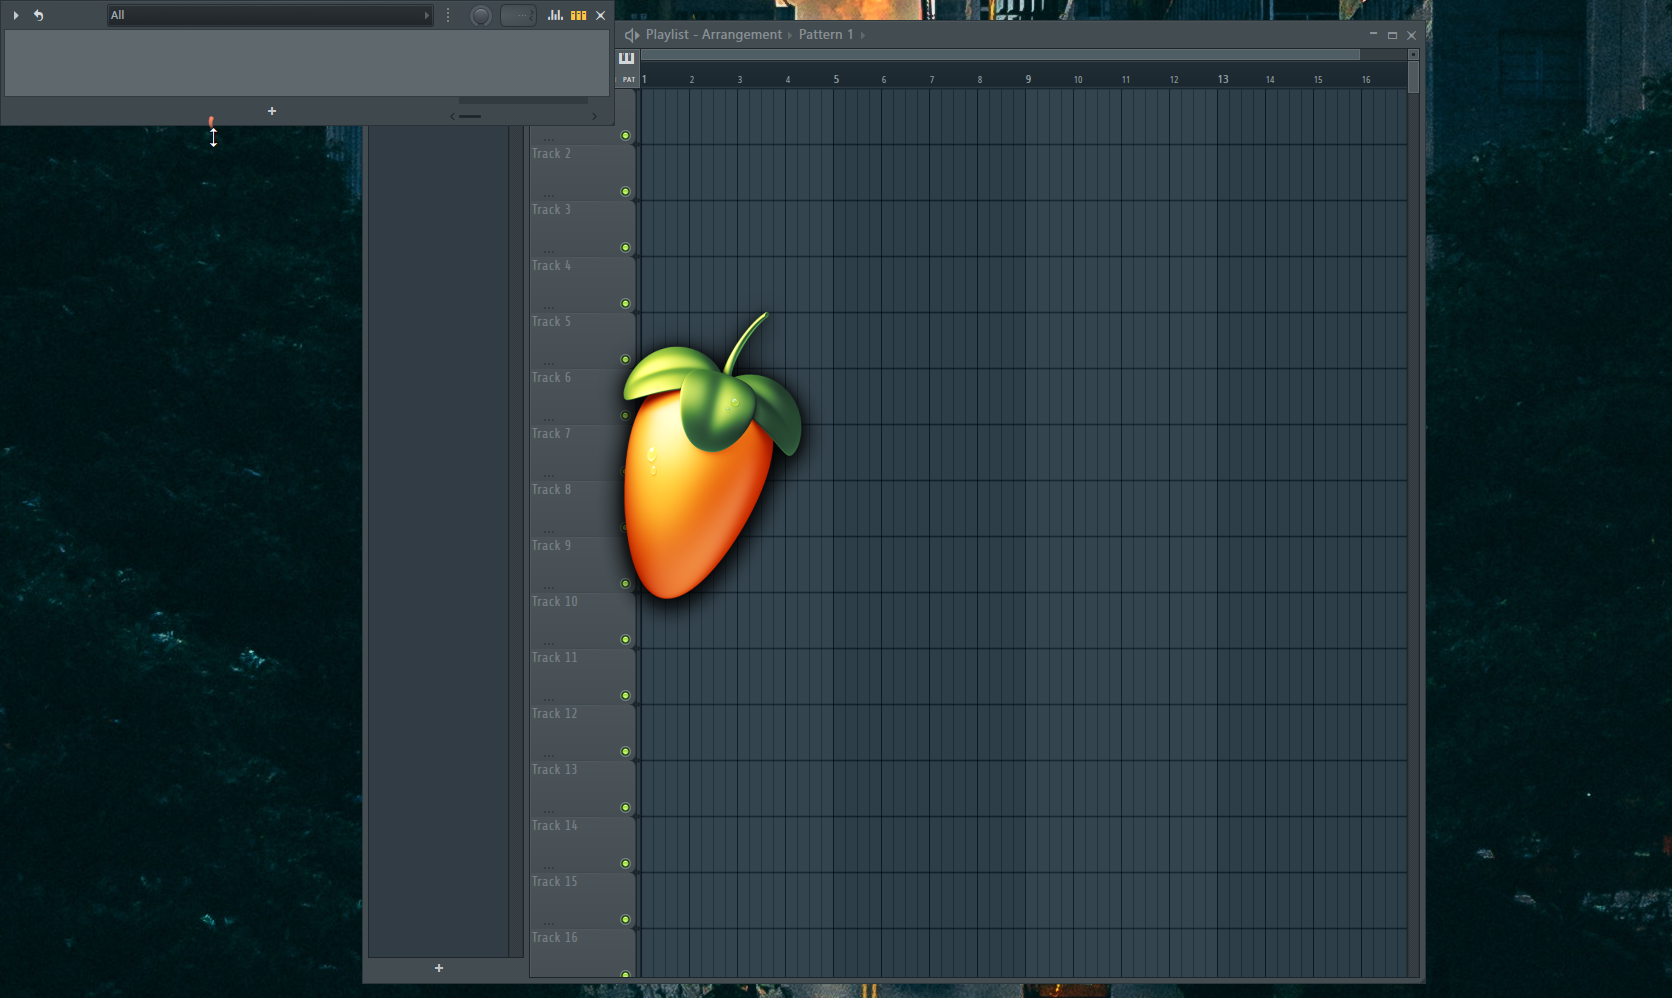 All
Playlist - Arrangement Pattern 1
PAT 1 2 3 4 5 6 7 8 9 10 11 12 13 14 15 16
Track 2
Track 3
Track 4
Track 5
Track 6
Track 7
Track 8
Track 9
Track 10
Track 11
Track 12
Track 13
Track 14
Track 15
Track 16